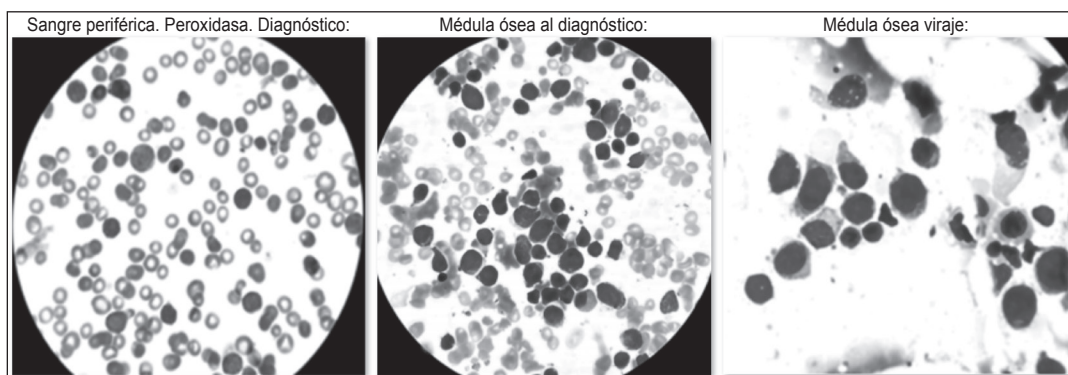 Sangre periférica. Peroxidasa. Diagnóstico:
Médula ósea al diagnóstico:
Médula ósea viraje: